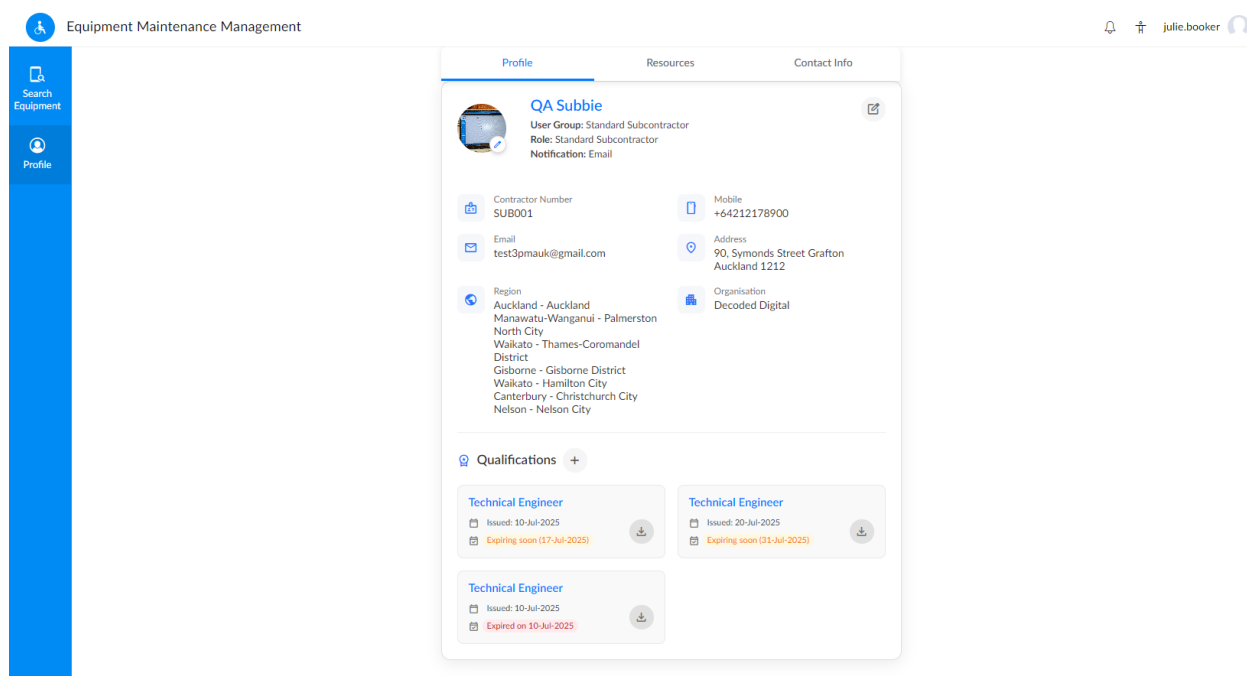 Equipment Maintenance Management
julie.booker
Search
Equipment
Profile
Profile
Resources
Contact Info
QA Subbie
User Group: Standard Subcontractor
Role: Standard Subcontractor
Notification: Email
Contractor Number
SUB001
Mobile
+64212178900
Email
test3pmauk@gmail.com
Address
90, Symonds Street Grafton
Auckland 1212
Region
Auckland - Auckland
Manawatu-Wanganui - Palmerston
North City
Waikato - Thames-Coromandel
District
Gisborne - Gisborne District
Waikato - Hamilton City
Canterbury - Christchurch City
Nelson - Nelson City
Organisation
Decoded Digital
Qualifications +
Technical Engineer
Issued: 10-Jul-2025
Expiring soon (17-Jul-2025)
Technical Engineer
Issued: 20-Jul-2025
Expiring soon (31-Jul-2025)
Technical Engineer
Issued: 10-Jul-2025
Expired on 10-Jul-2025